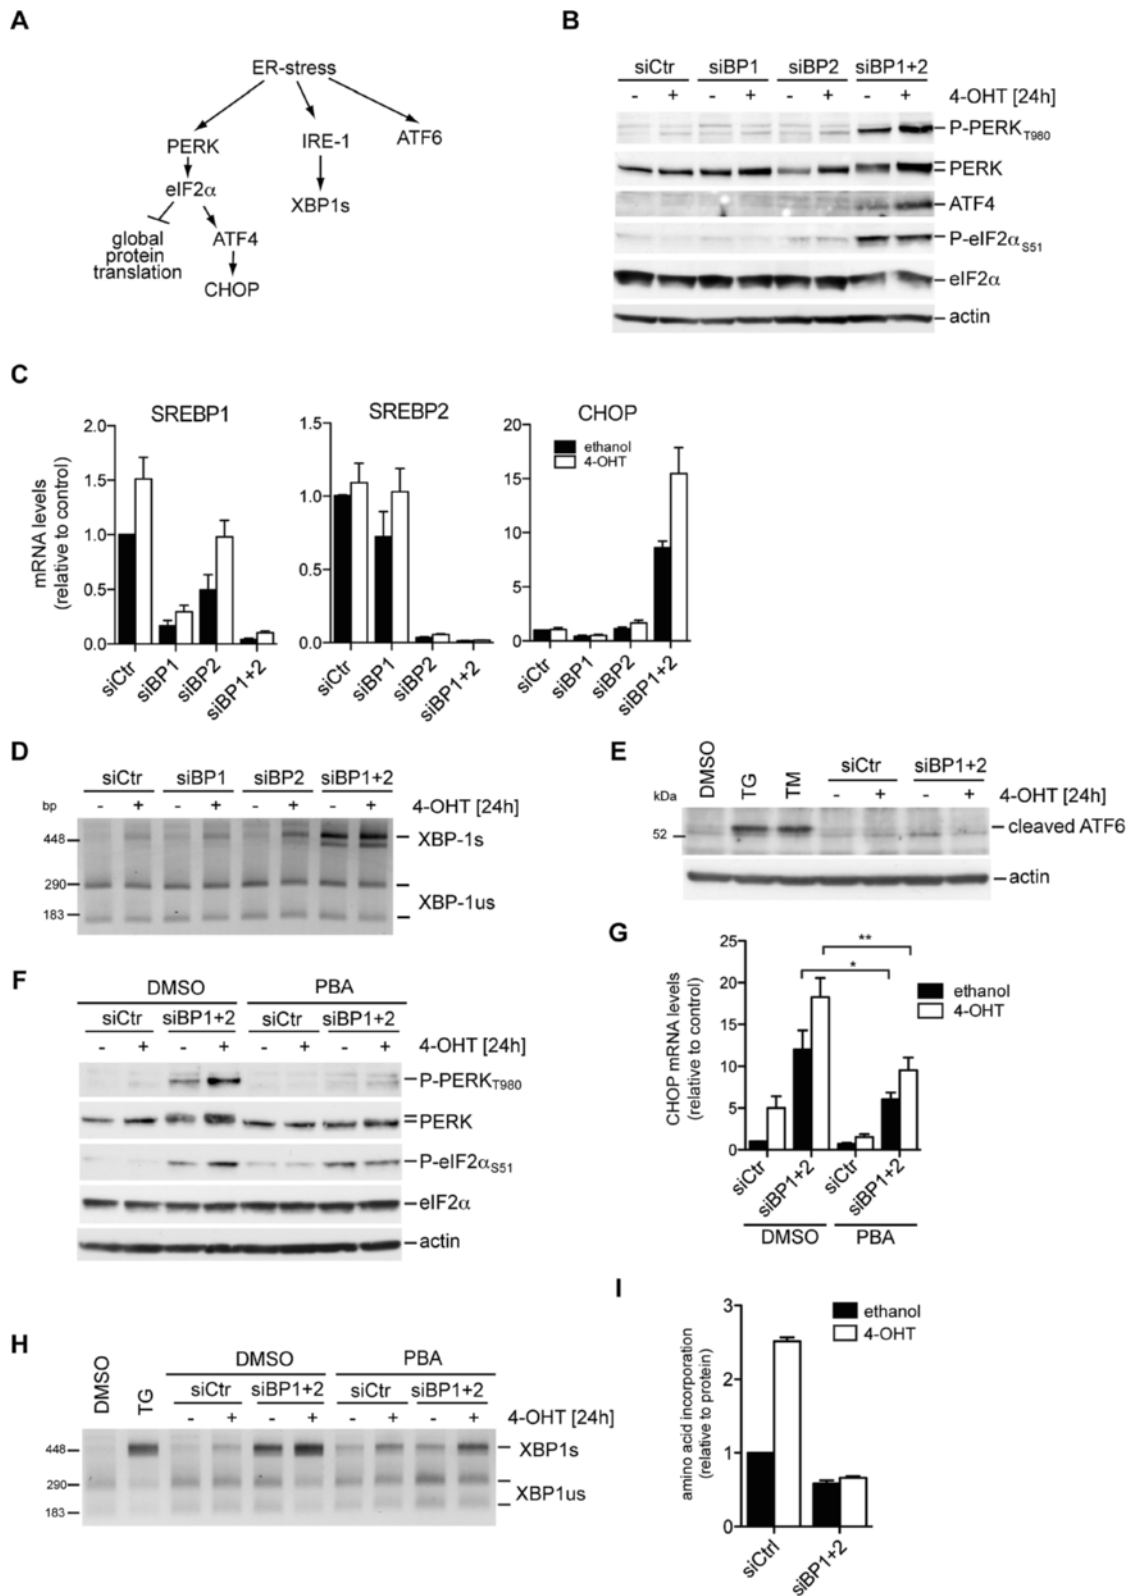 A
ER-stress
PERK IRE-1 ATF6
eIF2α XBP1s
global protein translation ATF4
CHOP
B
siCtr siBP1 siBP2 siBP1+2
- + - + - + - + 4-OHT [24h]
P-PERK T980
PERK
ATF4
P-eIF2α S51
eIF2α
actin
C
SREBP1
mRNA levels
(relative to control)
2.0
1.5
1.0
0.5
0.0
siCtr siBP1 siBP2 siBP1+2
SREBP2
1.5
1.0
0.5
0.0
siCtr siBP1 siBP2 siBP1+2
CHOP
20
15
10
5
0
ethanol
4-OHT
siCtr siBP1 siBP2 siBP1+2
D
siCtr siBP1 siBP2 siBP1+2
bp - + - + - + - + 4-OHT [24h]
448 XBP-1s
290
XBP-1us
183
E
DMSO TG TM siCtr siBP1+2
kDa - + - + 4-OHT [24h]
52 cleaved ATF6
actin
F
DMSO PBA
siCtr siBP1+2 siCtr siBP1+2
- + - + - + - + 4-OHT [24h]
P-PERK T980
PERK
P-eIF2α S51
eIF2α
actin
G
CHOP mRNA levels
(relative to control)
25
20
15
10
5
0
**
*
ethanol
4-OHT
siCtr siBP1+2 siCtr siBP1+2
DMSO PBA
H
DMSO TG DMSO PBA
siCtr siBP1+2 siCtr siBP1+2
- + - + - + - + 4-OHT [24h]
448 XBP1s
290
XBP1us
183
I
amino acid incorporation
(relative to protein)
3
2
1
0
ethanol
4-OHT
siCtrl siBP1+2